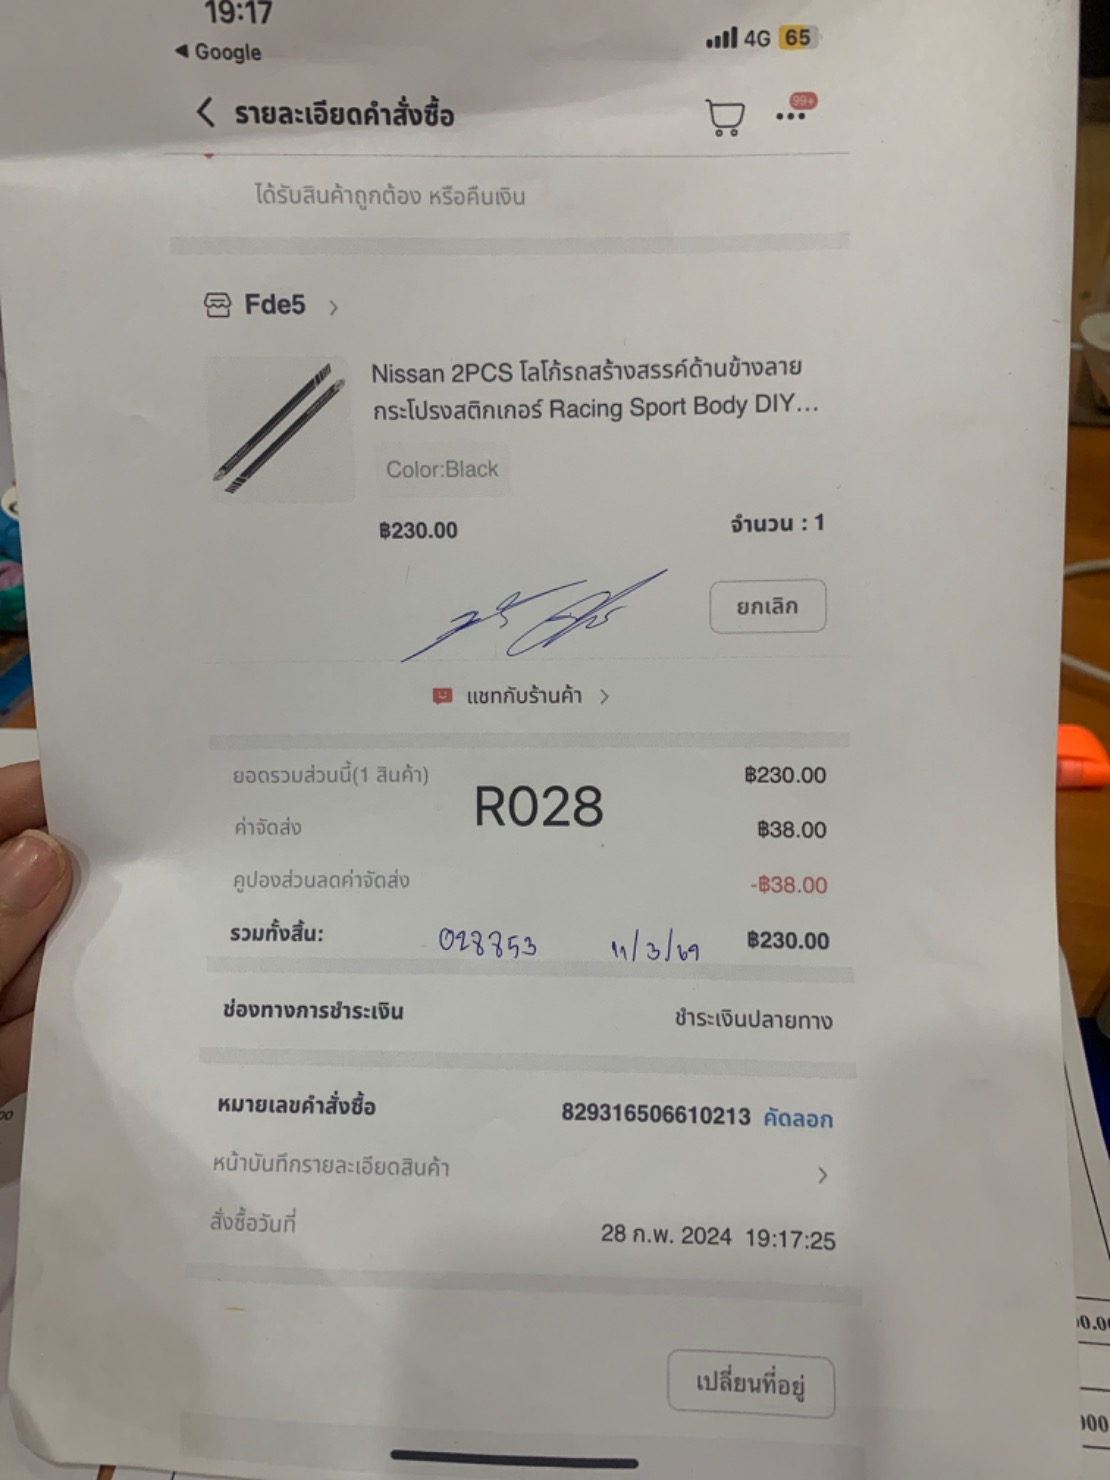 19:17
4G 65
Google
รายละเอียดคำสั่งซื้อ
99+
ได้รับสินค้าถูกต้อง หรือคืนเงิน
Fde5
Nissan 2PCS โลโก้รถสร้างสรรค์ด้านข้างลาย
กระโปรงสติกเกอร์ Racing Sport Body DIY...
Color:Black
฿230.00
จำนวน : 1
ยกเลิก
แชทกับร้านค้า
ยอดรวมส่วนนี้(1 สินค้า) ฿230.00
R028
ค่าจัดส่ง ฿38.00
คูปองส่วนลดค่าจัดส่ง -฿38.00
รวมทั้งสิ้น: 028853 11/3/69 ฿230.00
ช่องทางการชำระเงิน ชำระเงินปลายทาง
หมายเลขคำสั่งซื้อ 829316506610213 คัดลอก
หน้าบันทึกรายละเอียดสินค้า
สั่งซื้อวันที่ 28 ก.พ. 2024 19:17:25
เปลี่ยนที่อยู่